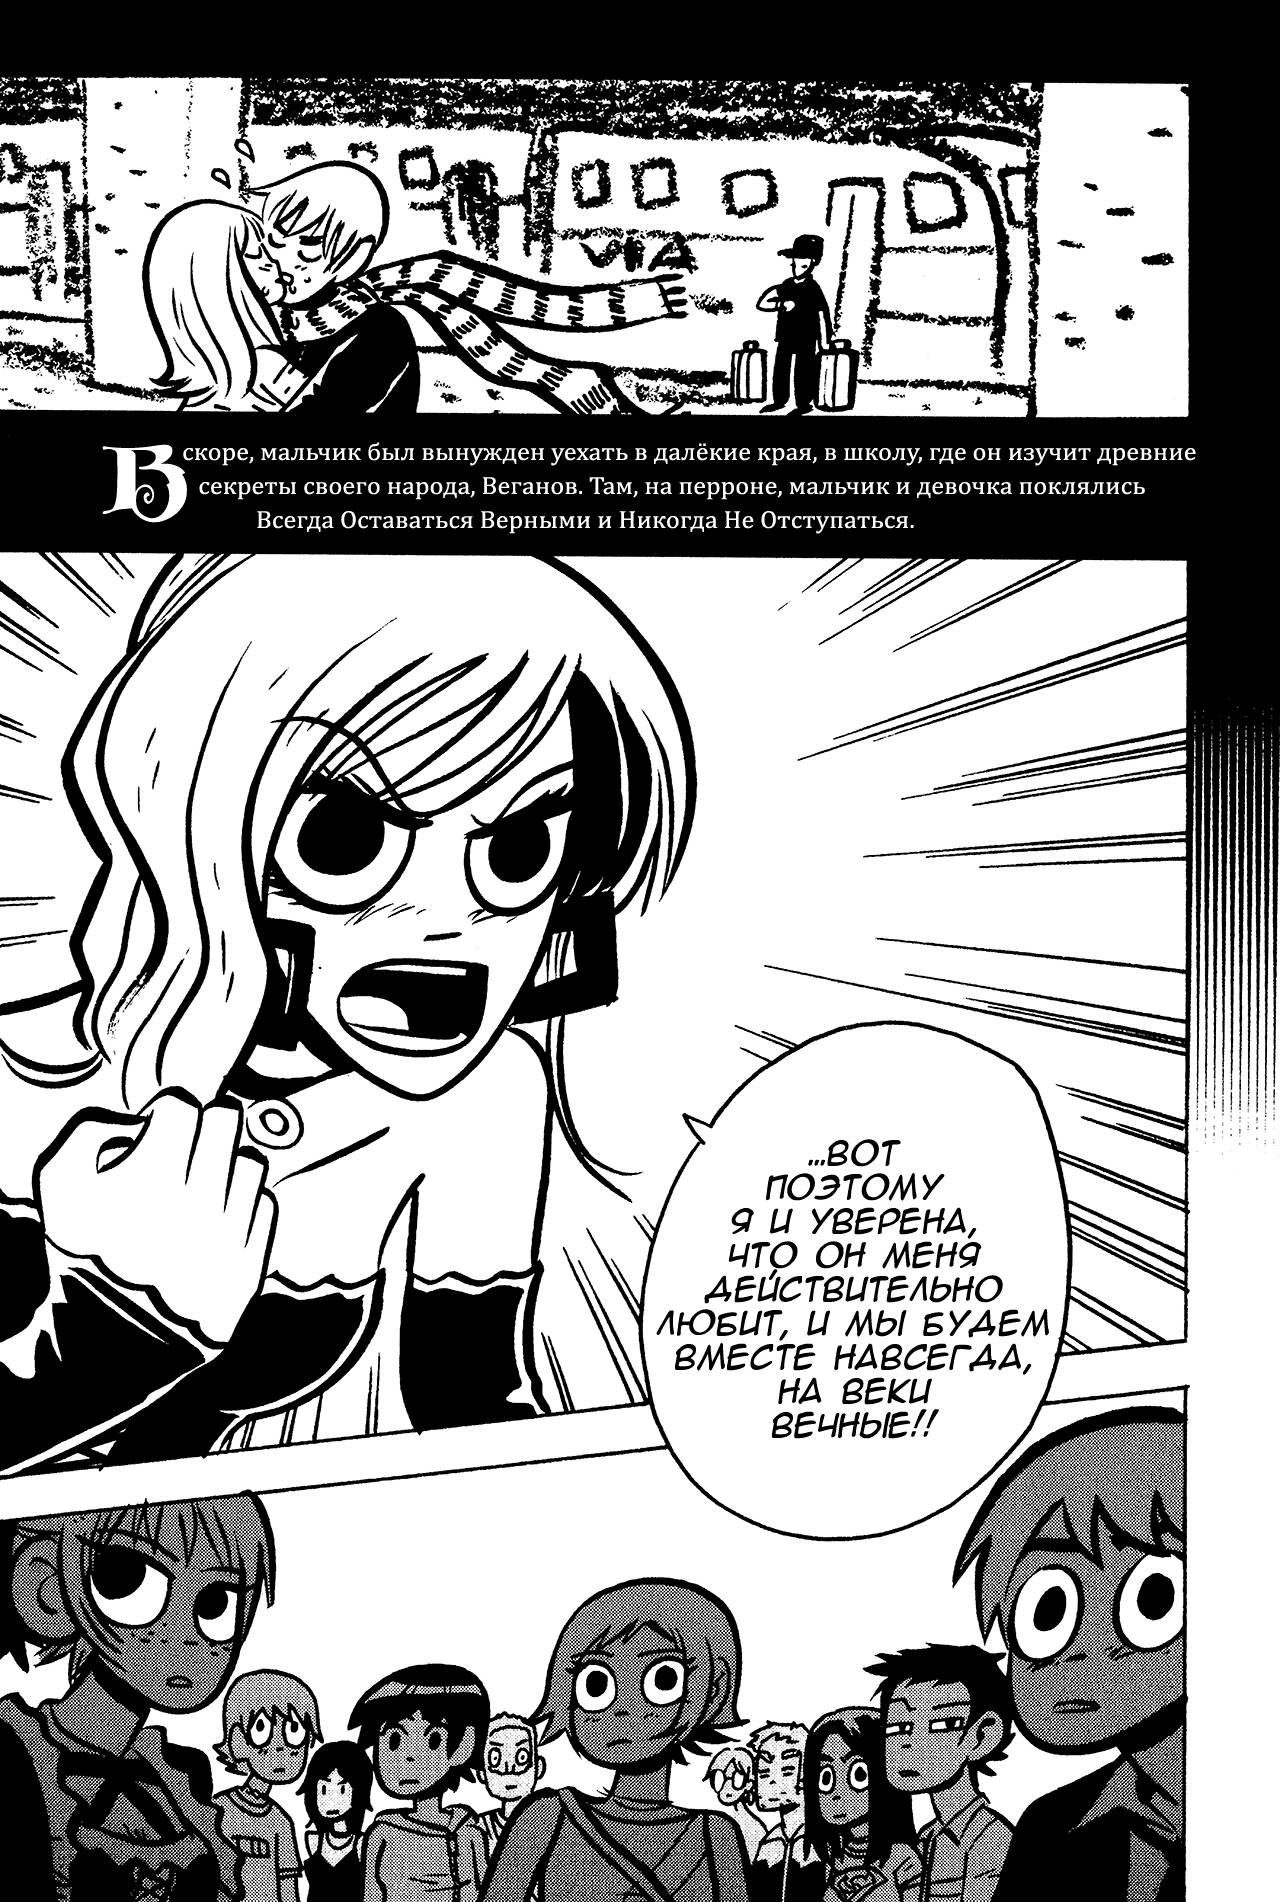 VIA
Вскоре, мальчик был вынужден уехать в далёкие края, в школу, где он изучит древние
секреты своего народа, Веганов. Там, на перроне, мальчик и девочка поклялись
Всегда Оставаться Верными и Никогда Не Отступаться.
...ВОТ
ПОЭТОМУ
Я И УВЕРЕНА,
ЧТО ОН МЕНЯ
ДЕЙСТВИТЕЛЬНО
ЛЮБИТ, И МЫ БУДЕМ
ВМЕСТЕ НАВСЕГДА,
НА ВЕКИ
ВЕЧНЫЕ!!